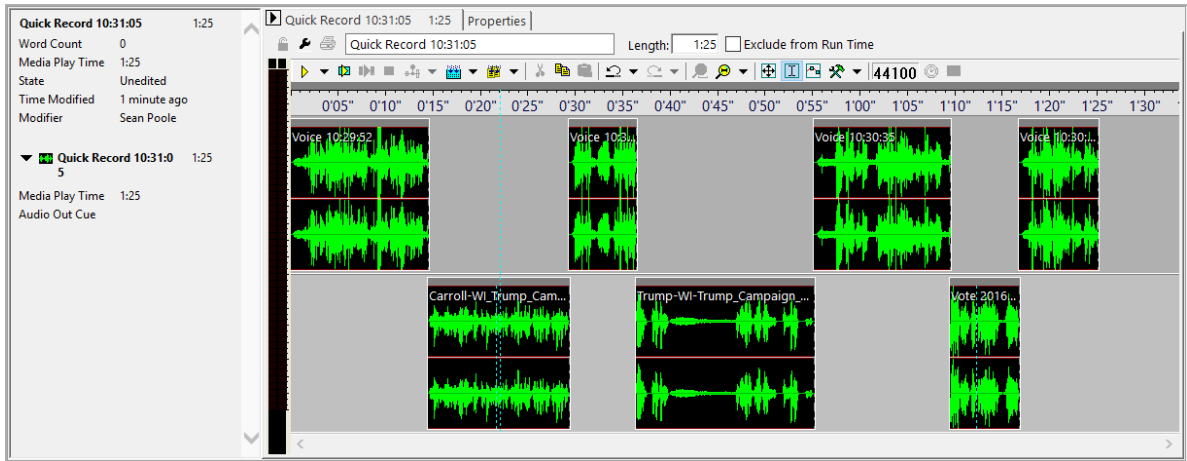 Quick Record 10:31:05 1:25
Word Count 0
Media Play Time 1:25
State Unedited
Time Modified 1 minute ago
Modifier Sean Poole
Quick Record 10:31:0 1:25
5
Media Play Time 1:25
Audio Out Cue
Quick Record 10:31:05 1:25 Properties
Quick Record 10:31:05 Length: 1:25 Exclude from Run Time
44100
0'05" 0'10" 0'15" 0'20" 0'25" 0'30" 0'35" 0'40" 0'45" 0'50" 0'55" 1'00" 1'05" 1'10" 1'15" 1'20" 1'25" 1'30"
Voice 10:29:52 Voice 10:3... Voice 10:30:35 Voice 10:30:...
Carroll-WI_Trump_Cam... Trump-WI-Trump_Campaign_... Vote 2016...